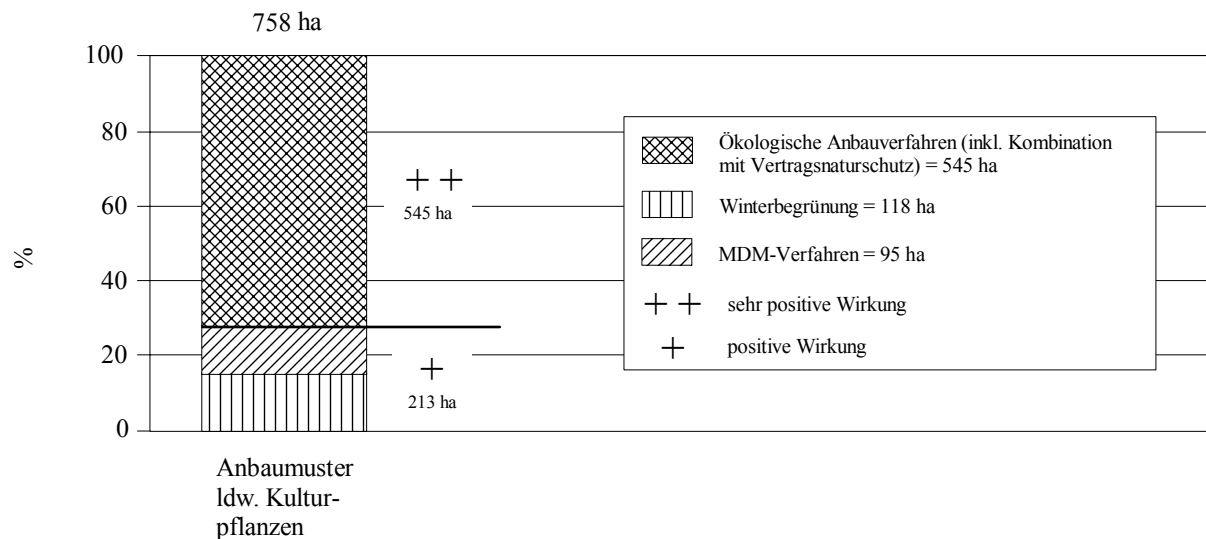 758 ha
100
80
60
40
20
0
%
++
545 ha
+
213 ha
Anbaumuster
ldw. Kultur-
pflanzen
Ökologische Anbauverfahren (inkl. Kombination
mit Vertragsnaturschutz) = 545 ha
Winterbegrünung = 118 ha
MDM-Verfahren = 95 ha
++ sehr positive Wirkung
+ positive Wirkung